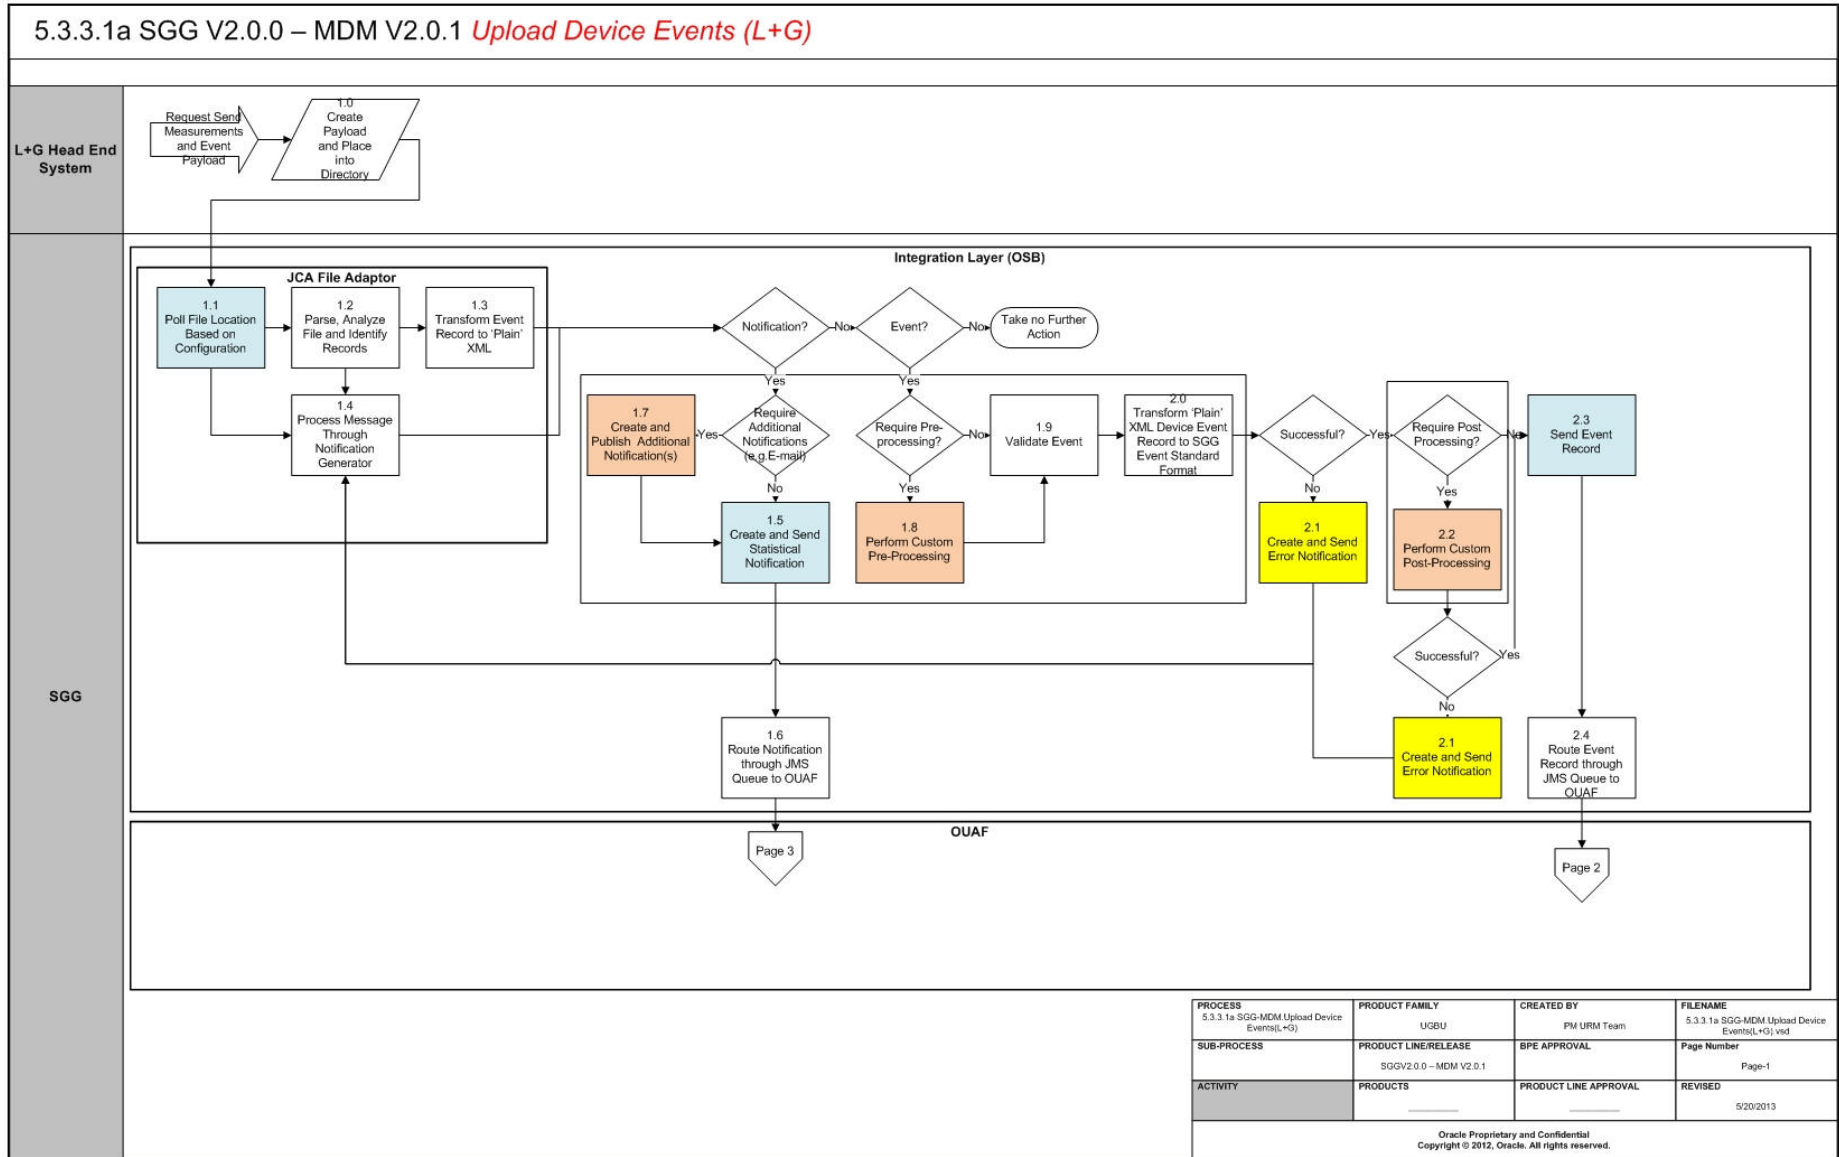 5.3.3.1a SGG V2.0.0 – MDM V2.0.1 Upload Device Events (L+G)
L+G Head End
System
Request Send
Measurements
and Event
Payload
1.0
Create
Payload
and Place
into
Directory
SGG
Integration Layer (OSB)
JCA File Adaptor
1.1
Poll File Location
Based on
Configuration
1.2
Parse, Analyze
File and Identify
Records
1.3
Transform Event
Record to 'Plain'
XML
1.4
Process Message
Through
Notification
Generator
Notification?
No
Event?
No
Take no Further
Action
Yes
Yes
1.7
Create and
Publish Additional
Notification(s)
Yes
Require
Additional
Notifications
(e.g.E-mail)
No
Require Pre-
processing?
No
Yes
1.9
Validate Event
2.0
Transform 'Plain'
XML Device Event
Record to SGG
Event Standard
Format
Successful?
Yes
No
Require Post
Processing?
No
Yes
2.3
Send Event
Record
1.5
Create and Send
Statistical
Notification
1.8
Perform Custom
Pre-Processing
2.1
Create and Send
Error Notification
2.2
Perform Custom
Post-Processing
Successful?
Yes
No
1.6
Route Notification
through JMS
Queue to OUAF
2.1
Create and Send
Error Notification
2.4
Route Event
Record through
JMS Queue to
OUAF
OUAF
Page 3
Page 2
PROCESS
5.3.3.1a SGG-MDM.Upload Device
Events(L+G)
PRODUCT FAMILY
UGBU
CREATED BY
PM URM Team
FILENAME
5.3.3.1a SGG-MDM.Upload Device
Events(L+G).vsd
SUB-PROCESS
PRODUCT LINE/RELEASE
SGGV2.0.0 – MDM V2.0.1
BPE APPROVAL
Page Number
Page-1
ACTIVITY
PRODUCTS
PRODUCT LINE APPROVAL
REVISED
5/20/2013
Oracle Proprietary and Confidential
Copyright © 2012, Oracle. All rights reserved.